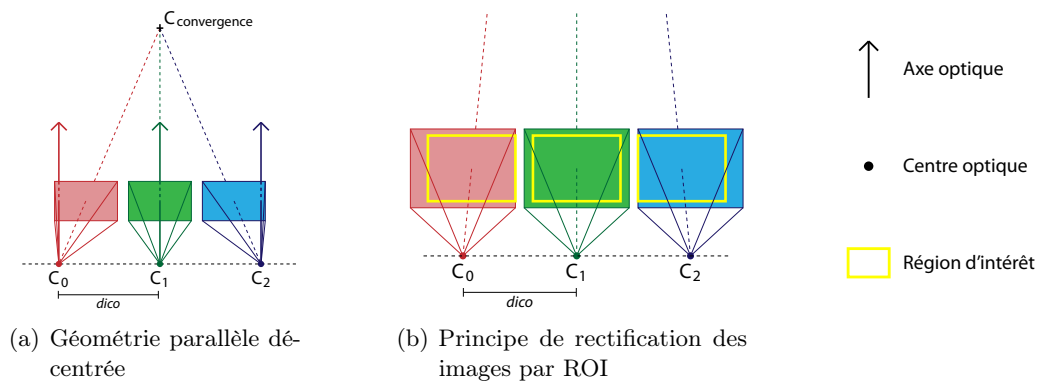 C convergence
C0
C1
C2
dico
(a) Géométrie parallèle dé-
centrée
C0
C1
C2
dico
(b) Principe de rectification des
images par ROI
Axe optique
Centre optique
Région d'intérêt